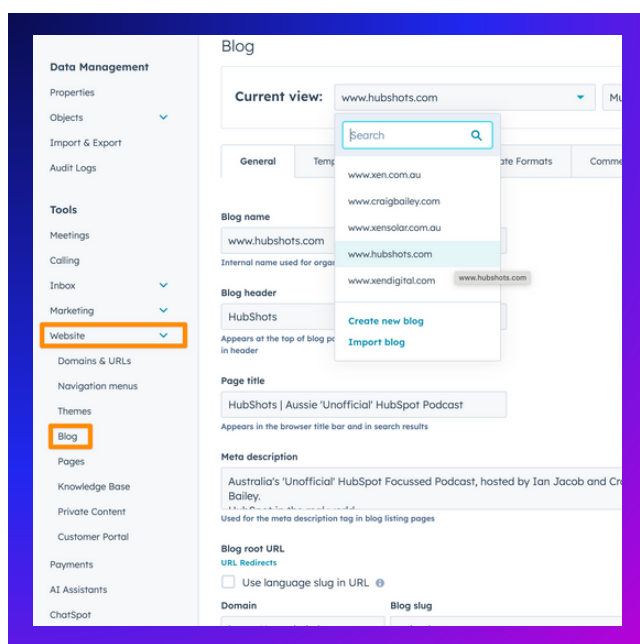 Blog
Data Management
Properties
Objects
Import & Export
Audit Logs
Tools
Meetings
Calling
Inbox
Marketing
Website
Domains & URLs
Navigation menus
Themes
Blog
Pages
Knowledge Base
Private Content
Customer Portal
Payments
AI Assistants
ChatSpot
Current view: www.hubshots.com
Search
www.xen.com.au
www.craigbailey.com
www.xensolar.com.au
www.hubshots.com
www.xendigital.com
www.hubshots.com
Create new blog
Import blog
General
Blog name
www.hubshots.com
Internal name used for
Blog header
HubShots
Appears at the top of blog
in header
Page title
HubShots | Aussie 'Unofficial' HubSpot Podcast
Appears in the browser title bar and in search results
Meta description
Australia's 'Unofficial' HubSpot Focussed Podcast, hosted by Ian Jacob and
Bailey.
Used for the meta description tag in blog listing pages
Blog root URL
URL Redirects
Use language slug in URL
Domain Blog slug